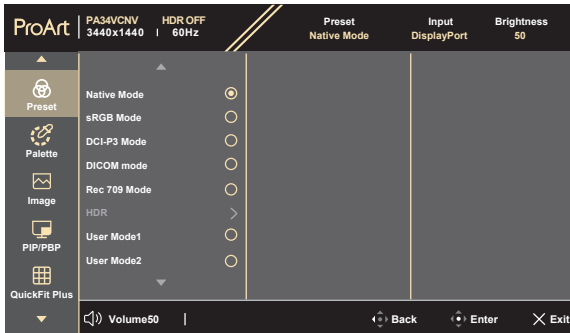 ProArt
PA34VCNV HDR OFF
3440x1440 | 60Hz
Preset
Native Mode
Input
DisplayPort
Brightness
50
Preset
Palette
Image
PIP/PBP
QuickFit Plus
Native Mode
sRGB Mode
DCI-P3 Mode
DICOM mode
Rec 709 Mode
HDR
User Mode1
User Mode2
Volume50 |
Back
Enter
Exit